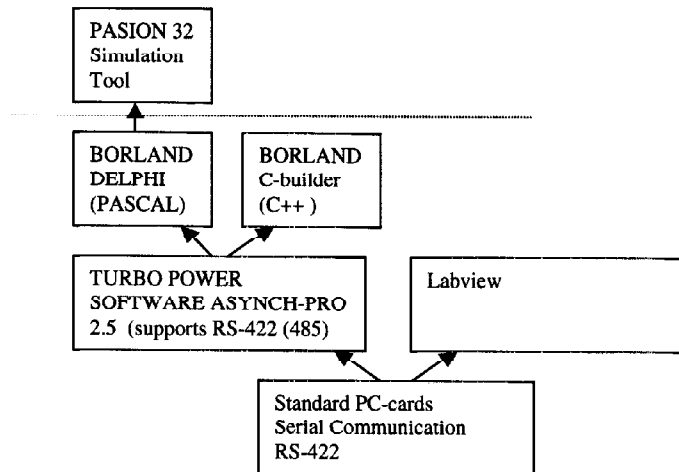 PASION 32
Simulation
Tool
BORLAND
DELPHI
(PASCAL)
BORLAND
C-builder
(C++ )
TURBO POWER
SOFTWARE ASYNCH-PRO
2.5 (supports RS-422 (485)
Labview
Standard PC-cards
Serial Communication
RS-422